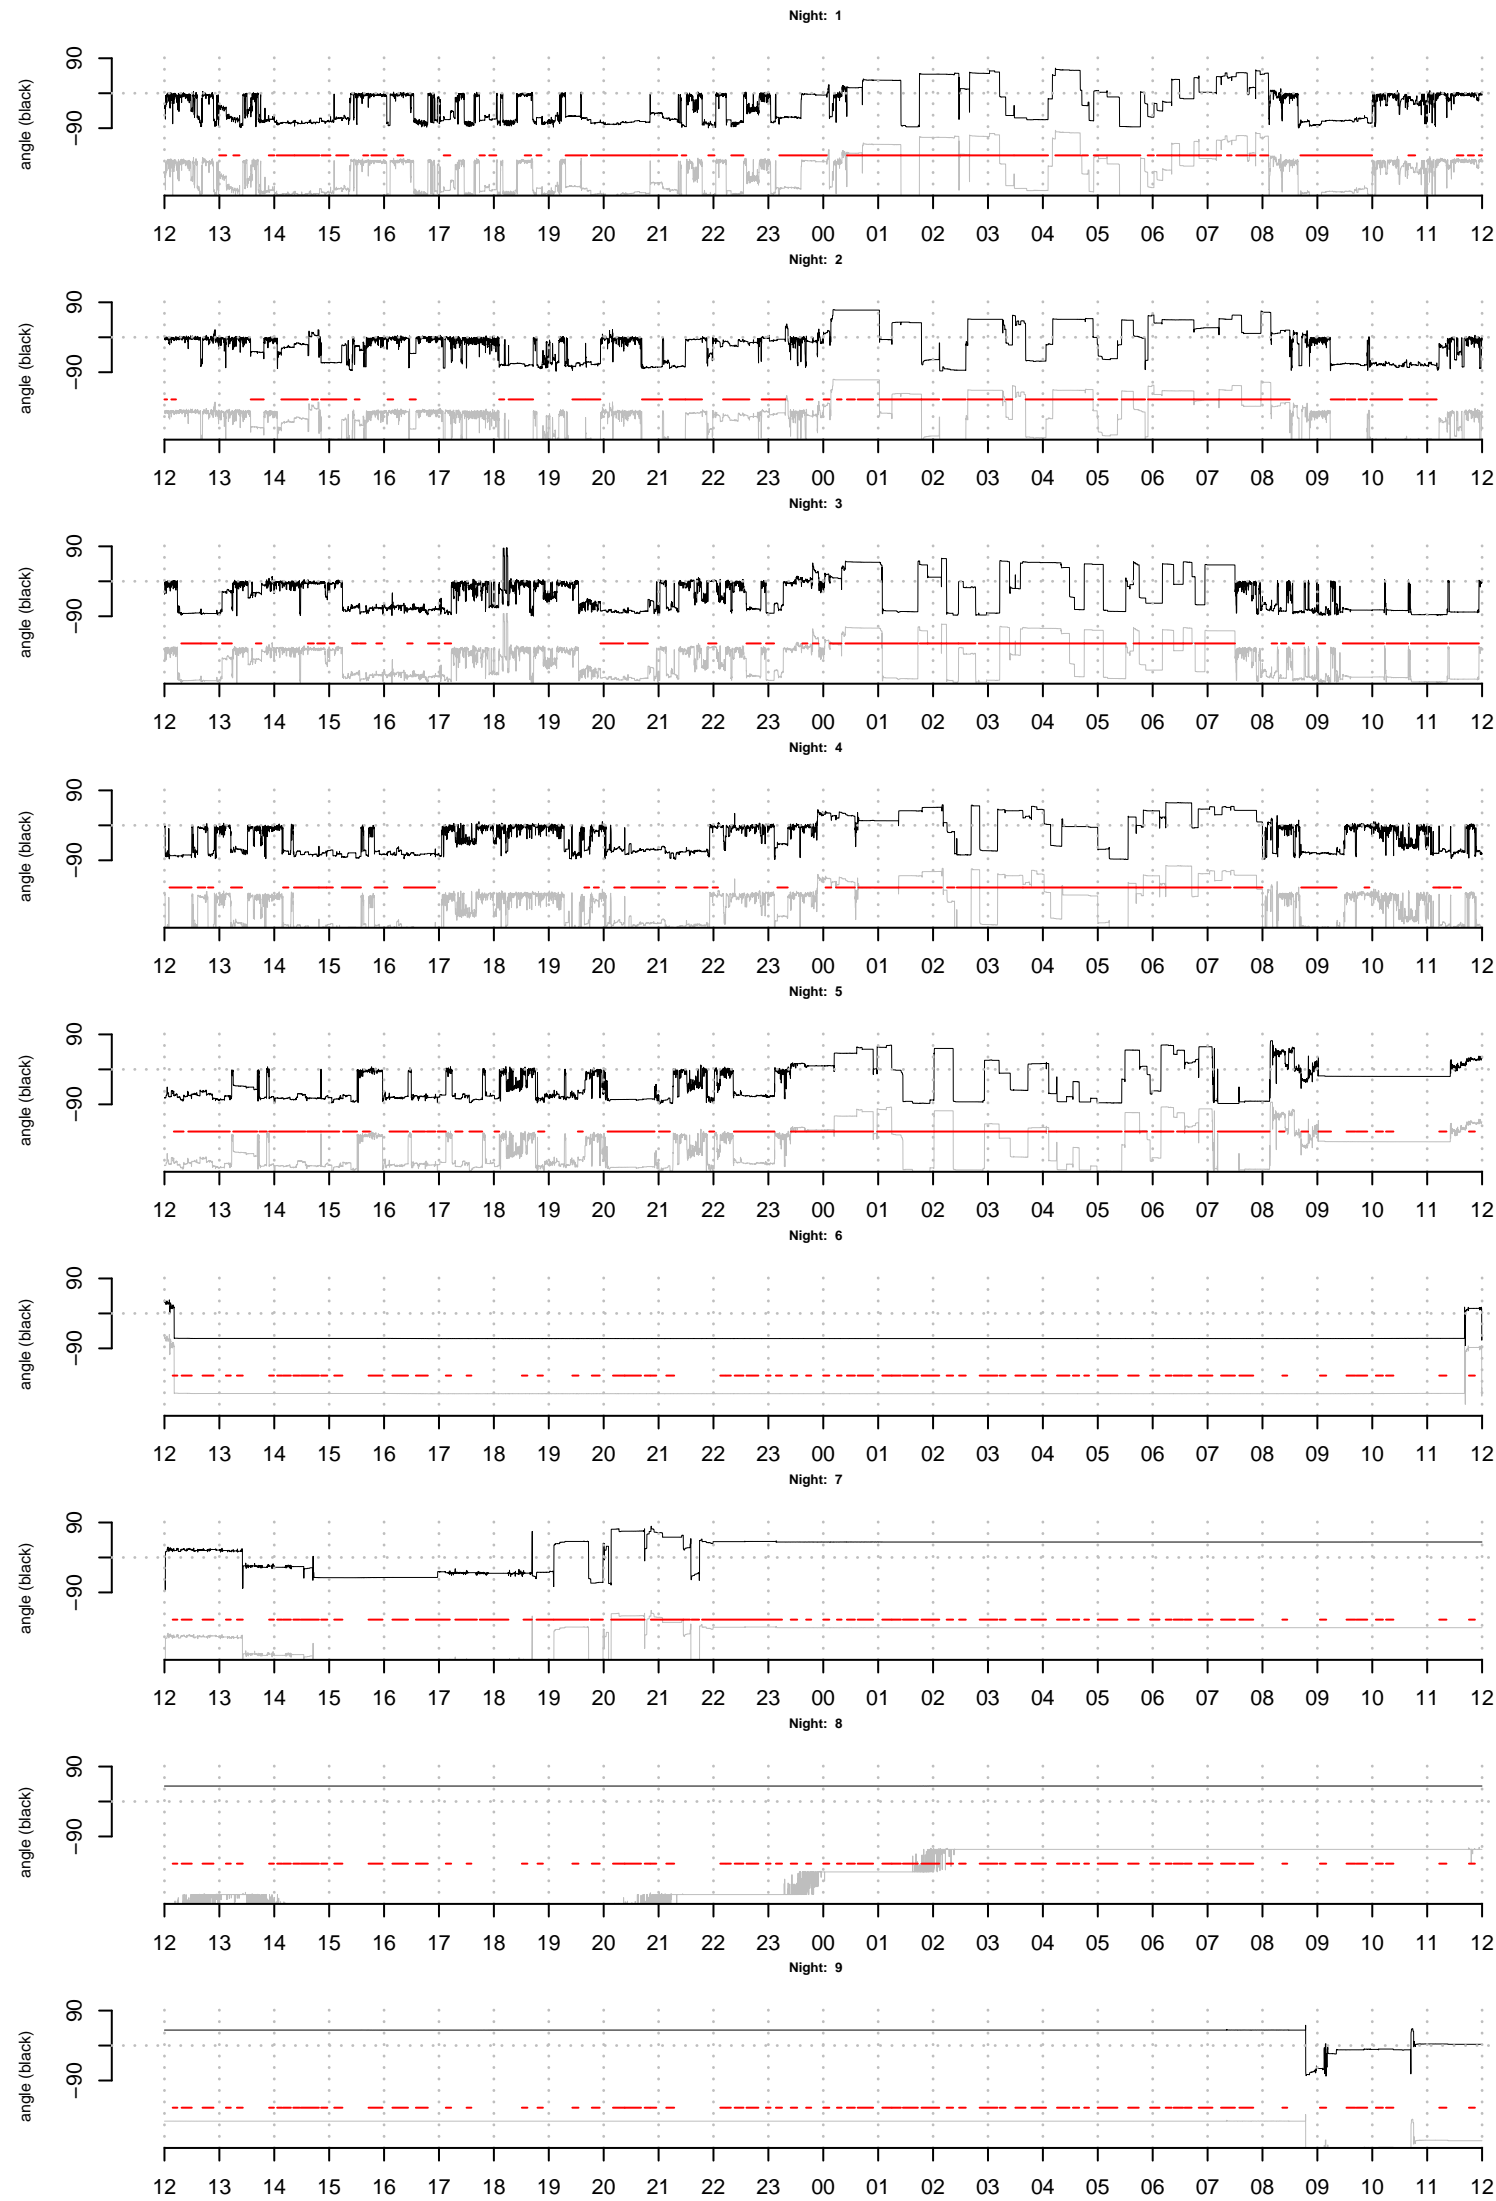 Night: 1
90
-90
angle (black)
12 13 14 15 16 17 18 19 20 21 22 23 00 01 02 03 04 05 06 07 08 09 10 11 12
Night: 2
90
-90
angle (black)
12 13 14 15 16 17 18 19 20 21 22 23 00 01 02 03 04 05 06 07 08 09 10 11 12
Night: 3
90
-90
angle (black)
12 13 14 15 16 17 18 19 20 21 22 23 00 01 02 03 04 05 06 07 08 09 10 11 12
Night: 4
90
-90
angle (black)
12 13 14 15 16 17 18 19 20 21 22 23 00 01 02 03 04 05 06 07 08 09 10 11 12
Night: 5
90
-90
angle (black)
12 13 14 15 16 17 18 19 20 21 22 23 00 01 02 03 04 05 06 07 08 09 10 11 12
Night: 6
90
-90
angle (black)
12 13 14 15 16 17 18 19 20 21 22 23 00 01 02 03 04 05 06 07 08 09 10 11 12
Night: 7
90
-90
angle (black)
12 13 14 15 16 17 18 19 20 21 22 23 00 01 02 03 04 05 06 07 08 09 10 11 12
Night: 8
90
-90
angle (black)
12 13 14 15 16 17 18 19 20 21 22 23 00 01 02 03 04 05 06 07 08 09 10 11 12
Night: 9
90
-90
angle (black)
12 13 14 15 16 17 18 19 20 21 22 23 00 01 02 03 04 05 06 07 08 09 10 11 12